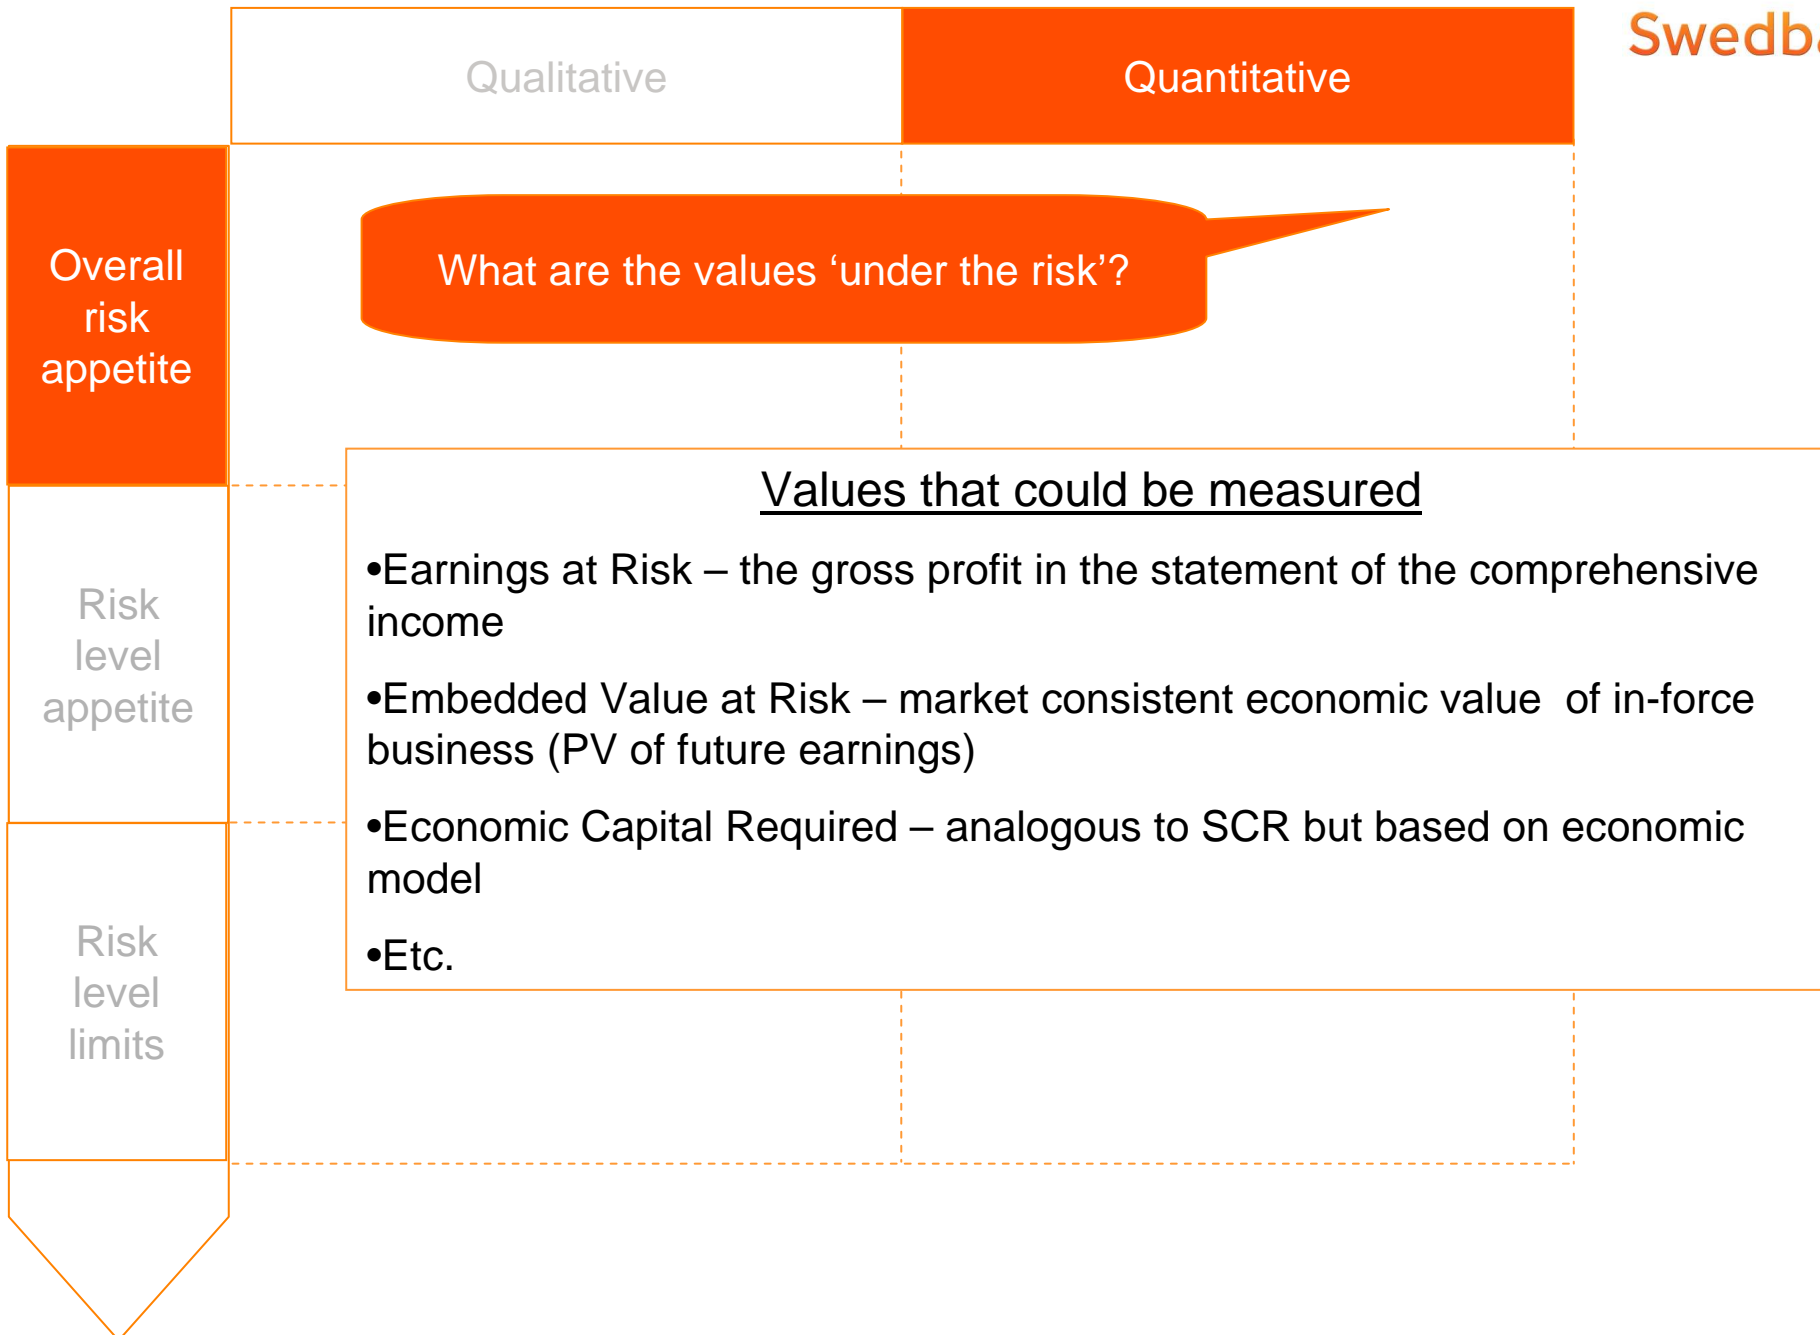 Swedba
Qualitative
Quantitative
Overall
risk
appetite
What are the values ‘under the risk’?
Values that could be measured
•Earnings at Risk – the gross profit in the statement of the comprehensive
income
•Embedded Value at Risk – market consistent economic value  of in-force
business (PV of future earnings)
•Economic Capital Required – analogous to SCR but based on economic
model
•Etc.
Risk
level
appetite
Risk
level
limits